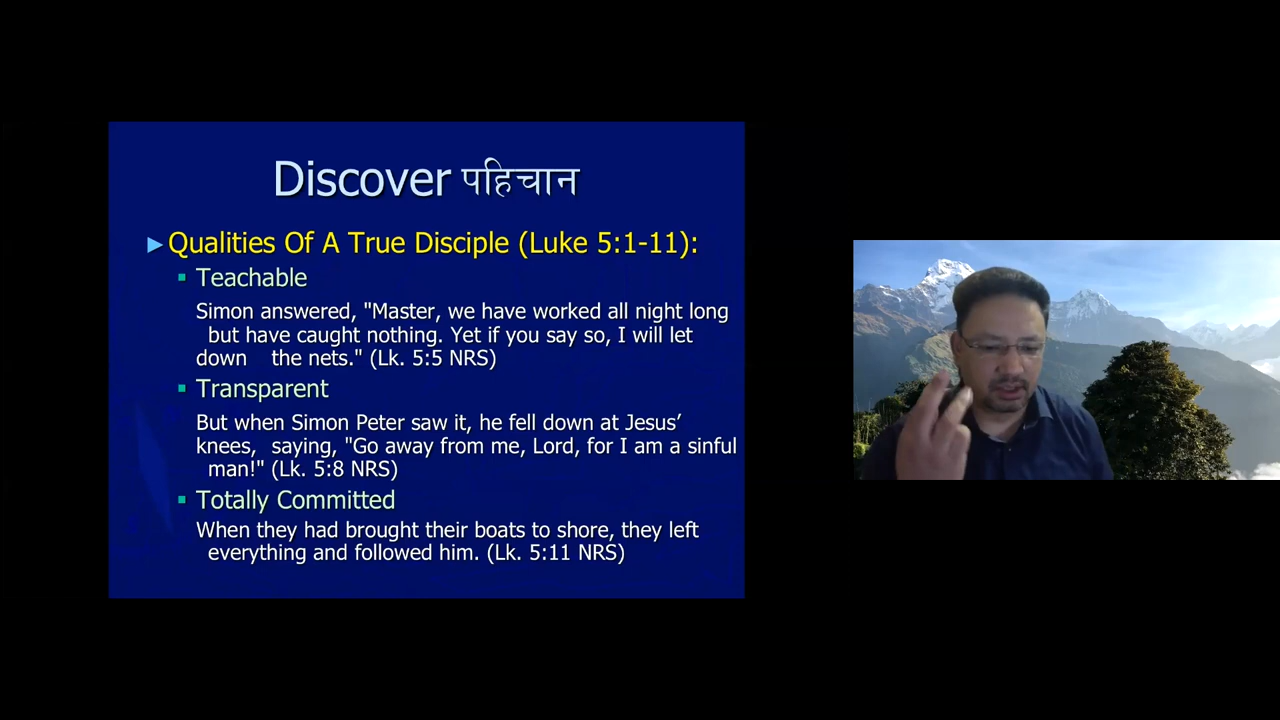 Discover पहिचान
►Qualities Of A True Disciple (Luke 5:1-11):
▪ Teachable
Simon answered, "Master, we have worked all night long
but have caught nothing. Yet if you say so, I will let
down the nets." (Lk. 5:5 NRS)
▪ Transparent
But when Simon Peter saw it, he fell down at Jesus’
knees, saying, "Go away from me, Lord, for I am a sinful
man!" (Lk. 5:8 NRS)
▪ Totally Committed
When they had brought their boats to shore, they left
everything and followed him. (Lk. 5:11 NRS)